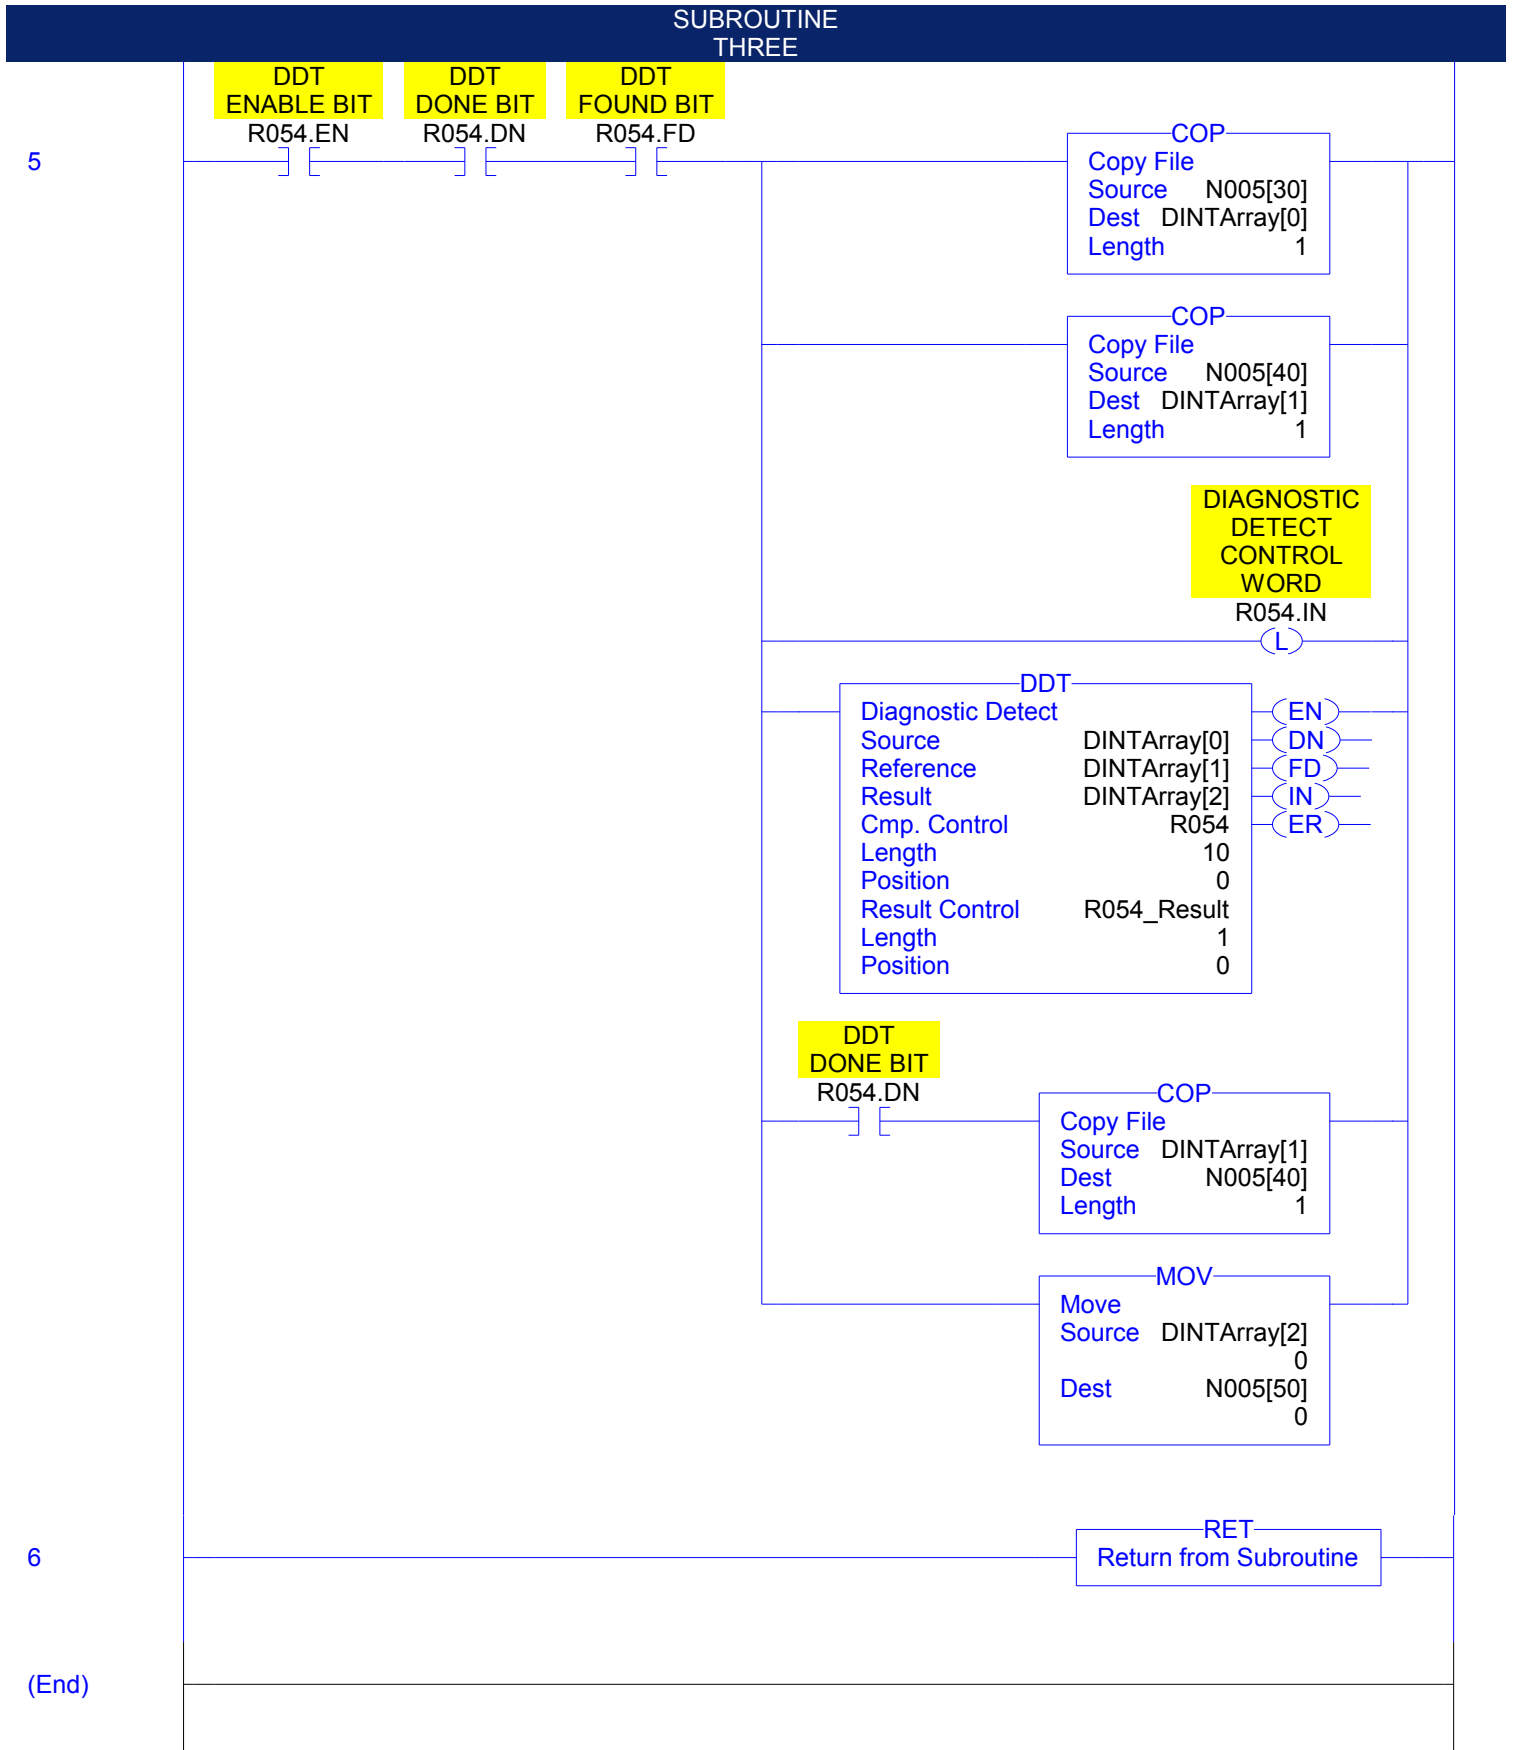 SUBROUTINE
THREE
DDT
ENABLE BIT
R054.EN
DDT
DONE BIT
R054.DN
DDT
FOUND BIT
R054.FD
5
COP
Copy File
Source N005[30]
Dest DINTArray[0]
Length 1
COP
Copy File
Source N005[40]
Dest DINTArray[1]
Length 1
DIAGNOSTIC
DETECT
CONTROL
WORD
R054.IN
L
DDT
Diagnostic Detect
Source DINTArray[0]
Reference DINTArray[1]
Result DINTArray[2]
Cmp. Control R054
Length 10
Position 0
Result Control R054_Result
Length 1
Position 0
EN
DN
FD
IN
ER
DDT
DONE BIT
R054.DN
COP
Copy File
Source DINTArray[1]
Dest N005[40]
Length 1
MOV
Move
Source DINTArray[2]
0
Dest N005[50]
0
6
RET
Return from Subroutine
(End)